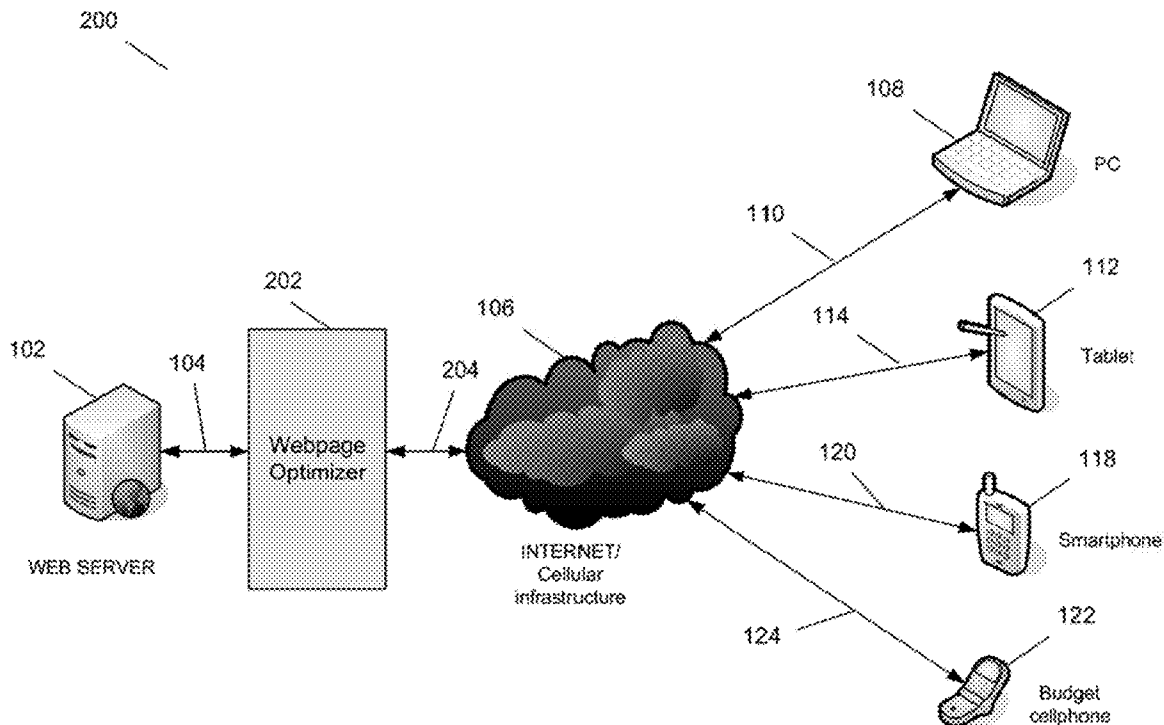 200
108
PC
110
202
106
112
114
102
104
204
Tablet
Webpage
Optimizer
120
118
WEB SERVER
INTERNET/
Cellular
infrastructure
Smartphone
124
122
Budget
cellphone